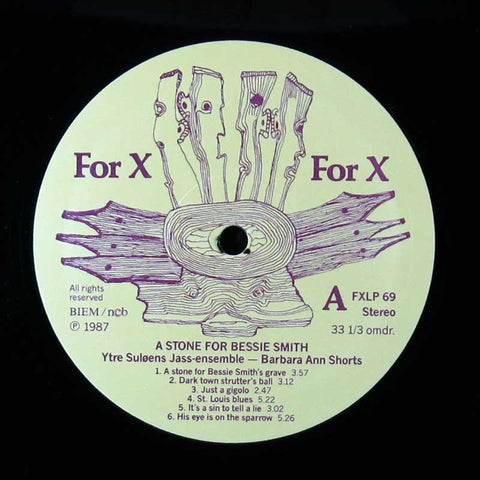 For X For X
All rights
reserved
BIEM/ncb
℗ 1987
A FXLP 69
Stereo
33 1/3 omdr.
A STONE FOR BESSIE SMITH
Ytre Suløens Jass-ensemble — Barbara Ann Shorts
1. A stone for Bessie Smith's grave 3.57
2. Dark town strutter's ball 3.12
3. Just a gigolo 2.47
4. St. Louis blues 5.22
5. It's a sin to tell a lie 3.02
6. His eye is on the sparrow 5.26